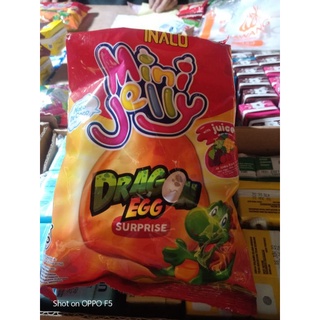 INACO
Mini
Jelly
juice
DRAGON
EGG
SURPRISE
Shot on OPPO F5